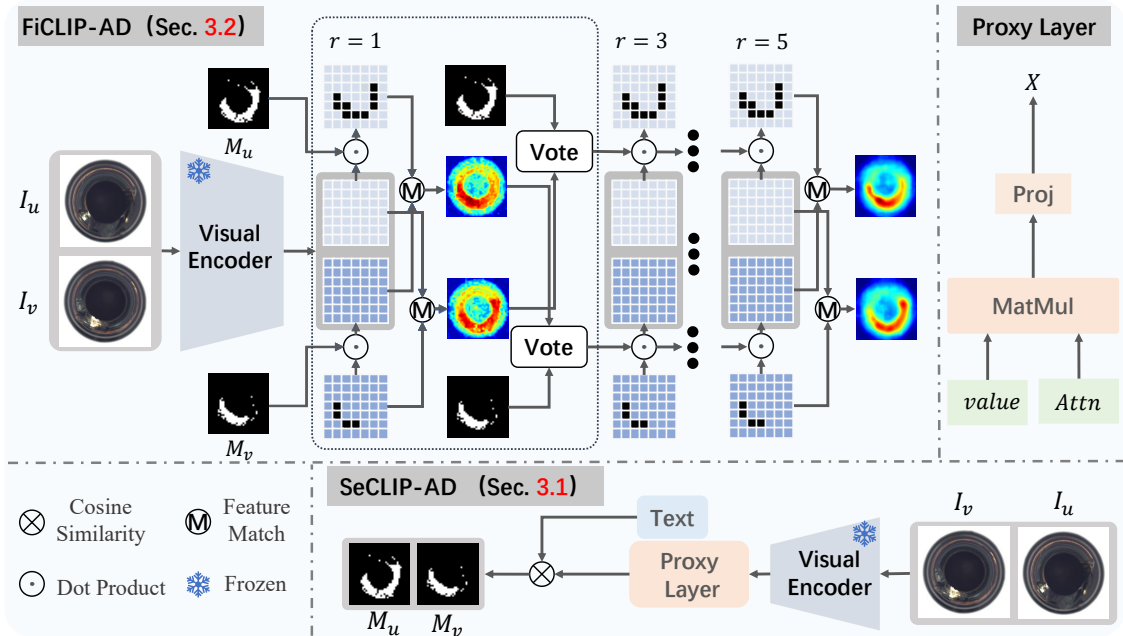 FiCLIP-AD (Sec. 3.2)
r = 1
r = 3
r = 5
Proxy Layer
X
M_u
Vote
I_u
M
M
Proj
Visual
Encoder
I_v
M
M
MatMul
Vote
value
Attn
M_v
SeCLIP-AD (Sec. 3.1)
Cosine
Similarity
M
Feature
Match
Dot Product
Frozen
Text
Proxy
Layer
Visual
Encoder
I_v
I_u
M_u
M_v